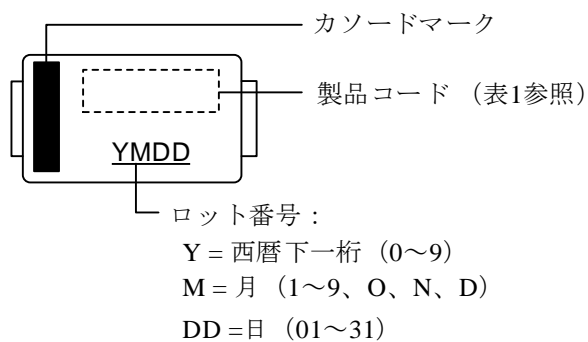 カソードマーク
製品コード （表1参照）
YMDD
ロット番号：
Y = 西暦下一桁（0～9）
M = 月（1～9、O、N、D）
DD =日（01～31）